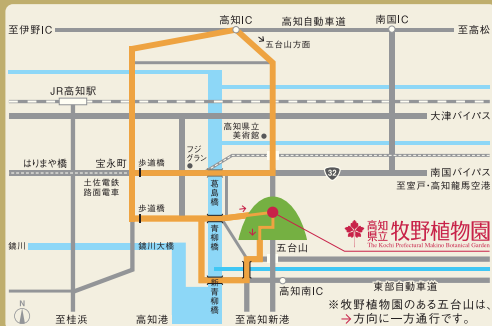 高知IC
高知自動車道
南国IC
至伊野IC
至高松
五台山方面
JR高知駅
大津バイパス
高知県立
美術館
フジ
グラン
はりまや橋
宝永町
歩道橋
葛島橋
32
南国バイパス
至室戸・高知龍馬空港
土佐電鉄
路面電車
歩道橋
青柳橋
高知
県立
牧野植物園
The Kochi Prefectural Makino Botanical Garden
鏡川
鏡川大橋
五台山
新青柳橋
高知南IC
東部自動車道
※牧野植物園のある五台山は、
→方向に一方通行です。
N
至桂浜
高知港
至高知新港